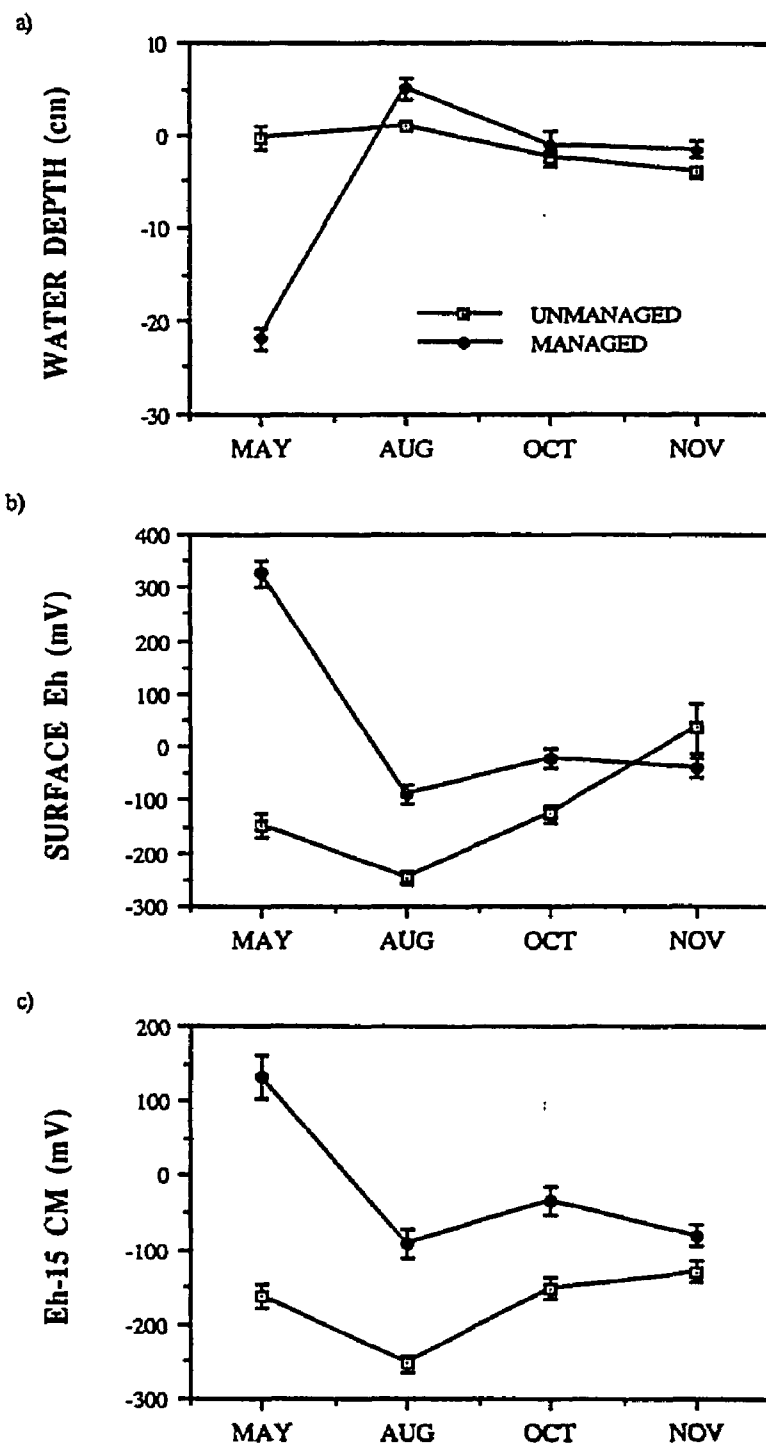 a)
WATER DEPTH (cm)
10
0
-10
-20
-30
UNMANAGED
MANAGED
MAY AUG OCT NOV
b)
SURFACE Eh (mV)
400
300
200
100
0
-100
-200
-300
MAY AUG OCT NOV
c)
Eh-15 CM (mV)
200
100
0
-100
-200
-300
MAY AUG OCT NOV